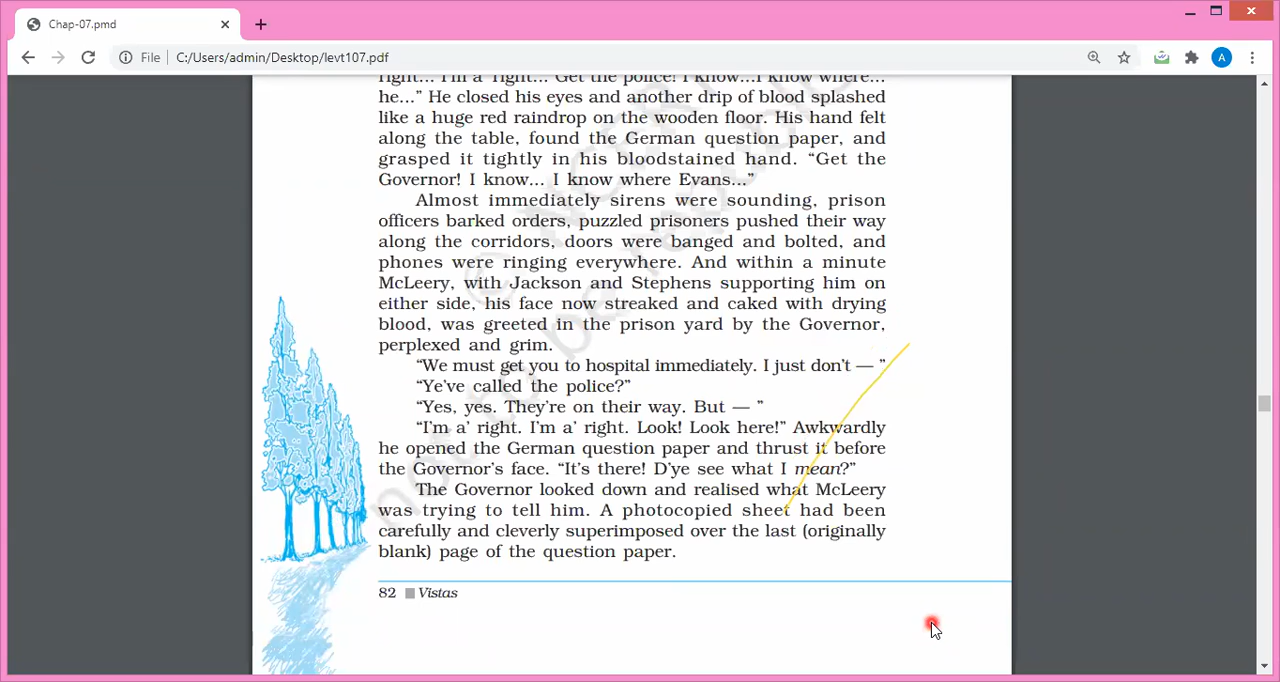 Chap-07.pmd
File
C:/Users/admin/Desktop/levt107.pdf
A
right... I'm a' right... Get the police! I know...I know where...
he...” He closed his eyes and another drip of blood splashed
like a huge red raindrop on the wooden floor. His hand felt
along the table, found the German question paper, and
grasped it tightly in his bloodstained hand. “Get the
Governor! I know... I know where Evans...”
Almost immediately sirens were sounding, prison
officers barked orders, puzzled prisoners pushed their way
along the corridors, doors were banged and bolted, and
phones were ringing everywhere. And within a minute
McLeery, with Jackson and Stephens supporting him on
either side, his face now streaked and caked with drying
blood, was greeted in the prison yard by the Governor,
perplexed and grim.
“We must get you to hospital immediately. I just don't — ”
“Ye've called the police?”
“Yes, yes. They're on their way. But — ”
“I'm a' right. I'm a' right. Look! Look here!” Awkwardly
he opened the German question paper and thrust it before
the Governor's face. “It's there! D'ye see what I mean?”
The Governor looked down and realised what McLeery
was trying to tell him. A photocopied sheet had been
carefully and cleverly superimposed over the last (originally
blank) page of the question paper.
82 ■ Vistas
© NCERT
not to be republ